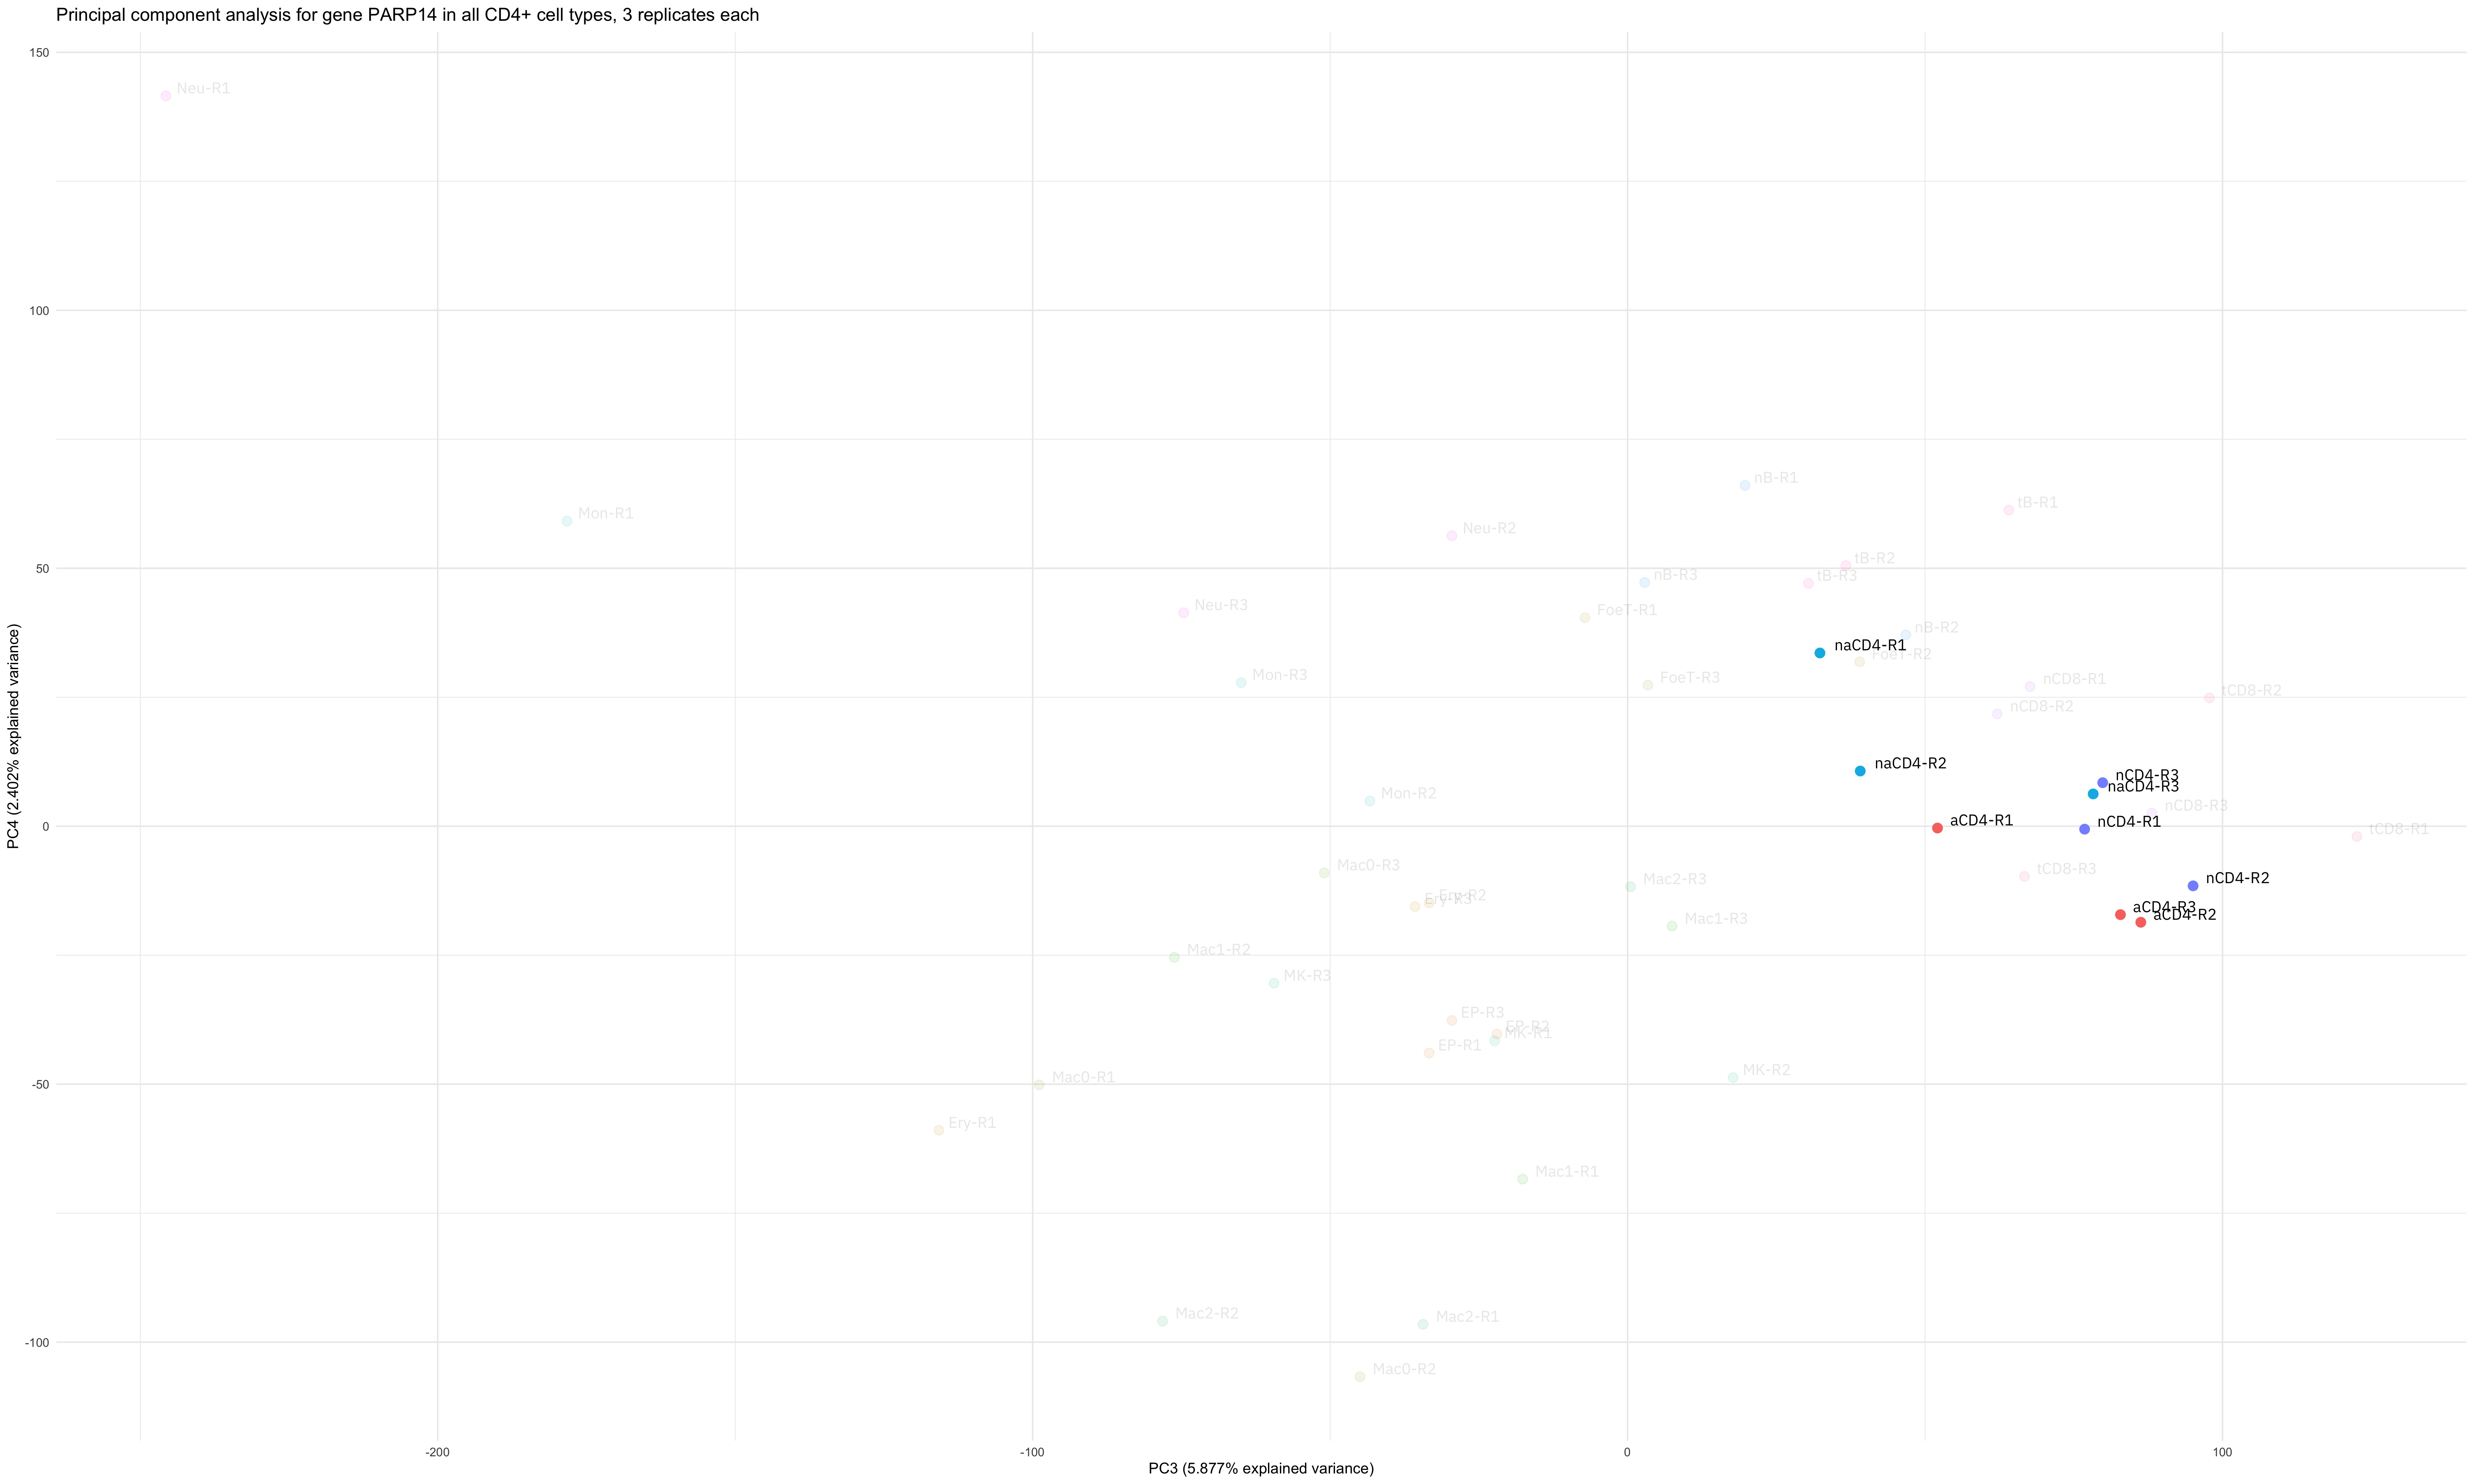 Principal component analysis for gene PARP14 in all CD4+ cell types, 3 replicates each
150
Neu-R1
100
nB-R1
tB-R1
Mon-R1
Neu-R2
tB-R2
50
nB-R3
tB-R3
Neu-R3
FoeT-R1
nB-R2
naCD4-R1
FoeT-R2
Mon-R3
FoeT-R3
nCD8-R1
tCD8-R2
nCD8-R2
naCD4-R2
nCD4-R3
naCD4-R3
Mon-R2
nCD8-R3
0
aCD4-R1
nCD4-R1
tCD8-R1
Mac0-R3
tCD8-R3
Mac2-R3
nCD4-R2
Ery-R2
Ery-R3
aCD4-R3
aCD4-R2
Mac1-R3
Mac1-R2
MK-R3
EP-R3
EP-R2
MK-R1
EP-R1
MK-R2
Mac0-R1
-50
Ery-R1
Mac1-R1
Mac2-R2
Mac2-R1
-100
Mac0-R2
-200
-100
0
100
PC3 (5.877% explained variance)
PC4 (2.402% explained variance)